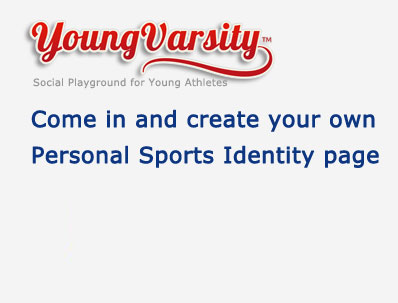 YoungVarsity™
Social Playground for Young Athletes
Come in and create your own
Personal Sports Identity page